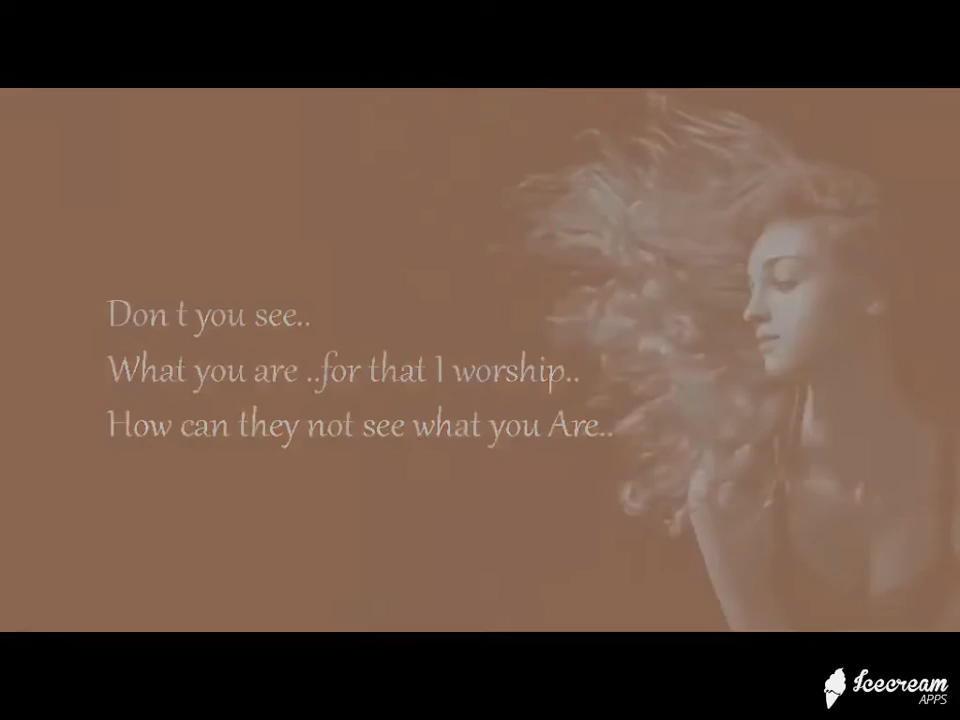 Don t you see..
What you are ..for that I worship..
How can they not see what you Are..
Icecream
APPS